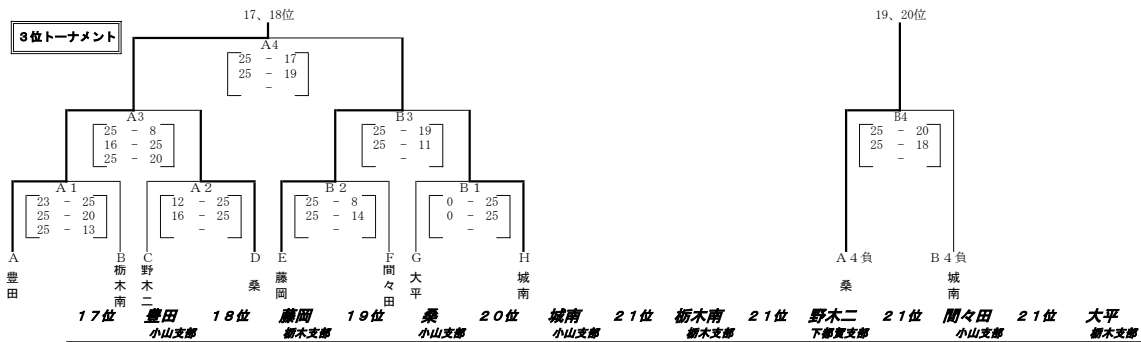 17、18位
19、20位
3位トーナメント
A4
25 － 17
25 － 19
－
A3
25 － 8
16 － 25
25 － 20
B3
25 － 19
25 － 11
－
B4
25 － 20
25 － 18
－
A1
23 － 25
25 － 20
25 － 13
A2
12 － 25
16 － 25
－
B2
25 － 8
25 － 14
－
B1
0 － 25
0 － 25
－
A B C D E F G H A4負 B4負
豊田
栃木南
野木二
桑
藤岡
間々田
大平
城南
桑
城南
17位 豊田 18位 藤岡 19位 桑 20位 城南 21位 栃木南 21位 野木二 21位 間々田 21位 大平
小山支部 栃木支部 小山支部 小山支部 栃木支部 下都賀支部 小山支部 栃木支部